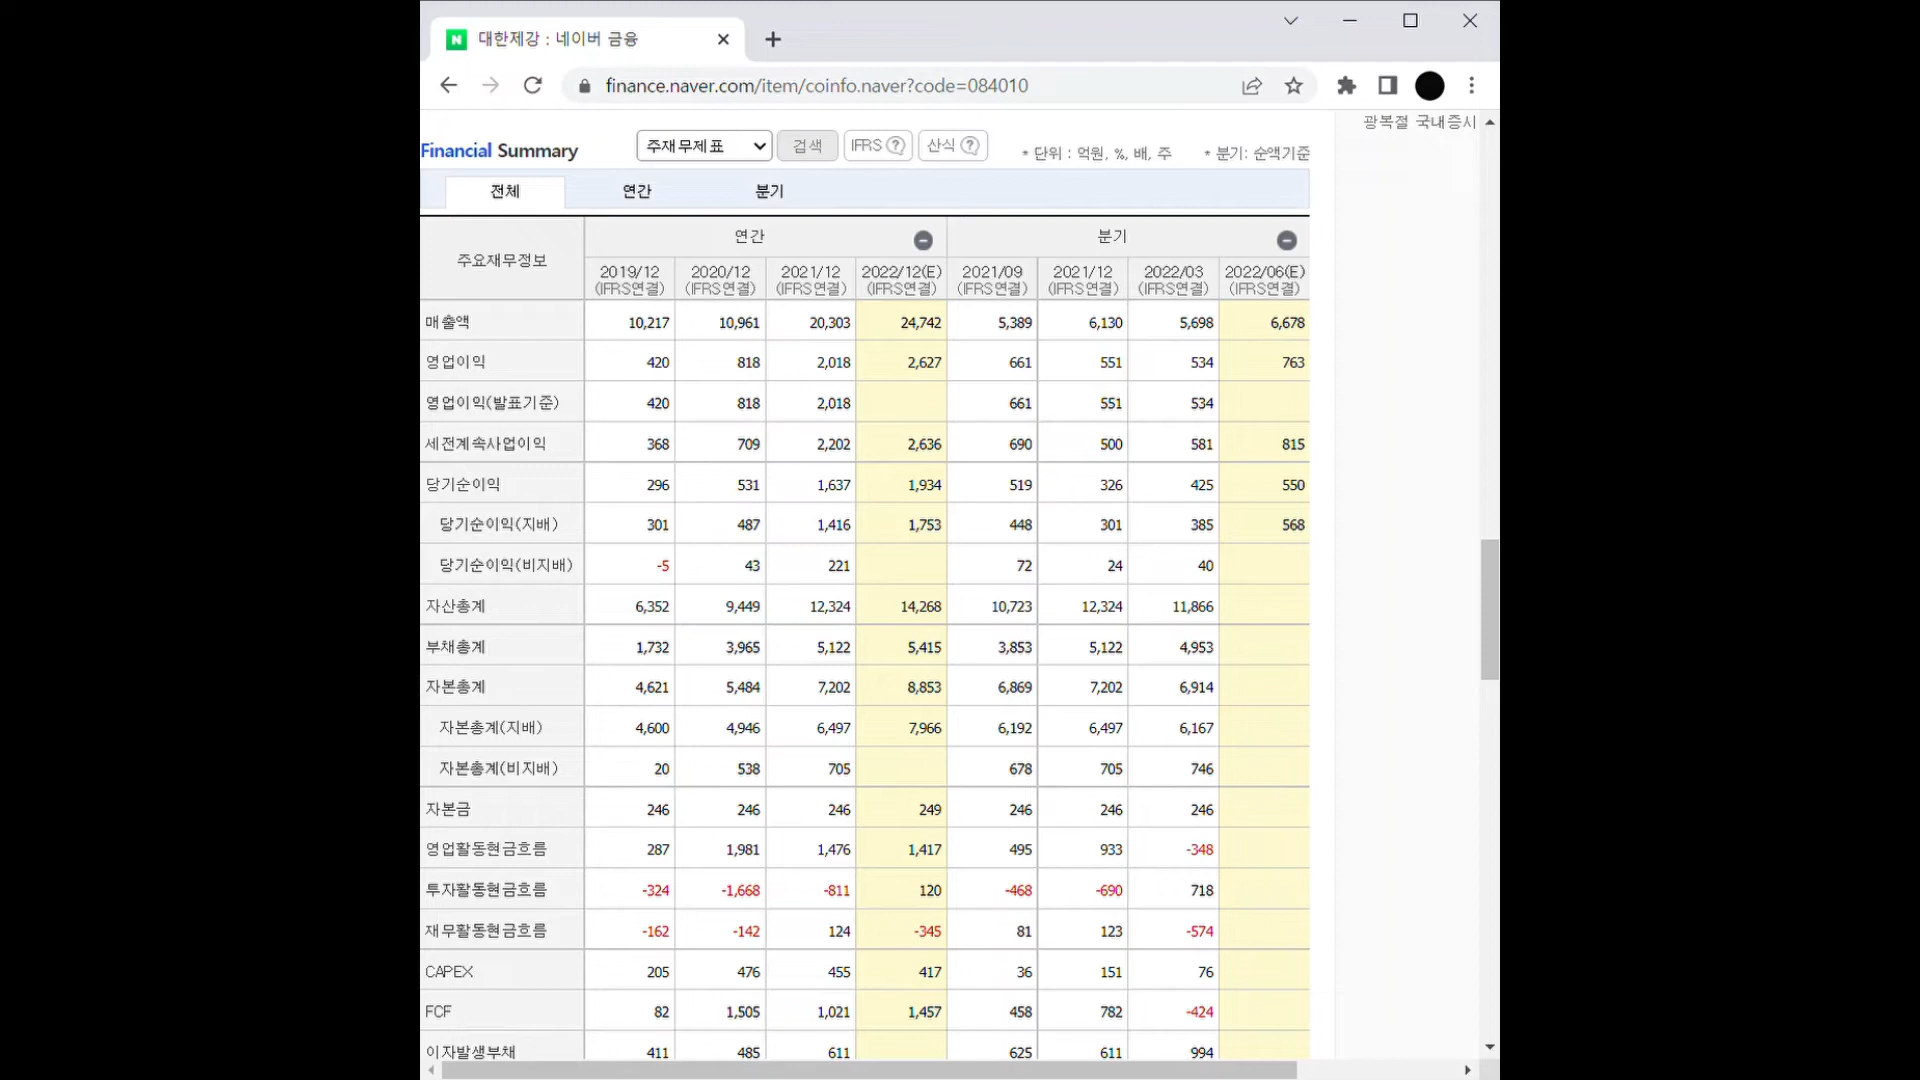 대한제강 : 네이버 금융
finance.naver.com/item/coinfo.naver?code=084010
광복절 국내증시
Financial Summary 주재무제표 검색 IFRS ? 산식 ? * 단위 : 억원, %, 배, 주 * 분기: 순액기준
전체 연간 분기
주요재무정보 연간 분기
2019/12 2020/12 2021/12 2022/12(E) 2021/09 2021/12 2022/03 2022/06(E)
(IFRS연결) (IFRS연결) (IFRS연결) (IFRS연결) (IFRS연결) (IFRS연결) (IFRS연결) (IFRS연결)
매출액 10,217 10,961 20,303 24,742 5,389 6,130 5,698 6,678
영업이익 420 818 2,018 2,627 661 551 534 763
영업이익(발표기준) 420 818 2,018 661 551 534
세전계속사업이익 368 709 2,202 2,636 690 500 581 815
당기순이익 296 531 1,637 1,934 519 326 425 550
당기순이익(지배) 301 487 1,416 1,753 448 301 385 568
당기순이익(비지배) -5 43 221 72 24 40
자산총계 6,352 9,449 12,324 14,268 10,723 12,324 11,866
부채총계 1,732 3,965 5,122 5,415 3,853 5,122 4,953
자본총계 4,621 5,484 7,202 8,853 6,869 7,202 6,914
자본총계(지배) 4,600 4,946 6,497 7,966 6,192 6,497 6,167
자본총계(비지배) 20 538 705 678 705 746
자본금 246 246 246 249 246 246 246
영업활동현금흐름 287 1,981 1,476 1,417 495 933 -348
투자활동현금흐름 -324 -1,668 -811 120 -468 -690 718
재무활동현금흐름 -162 -142 124 -345 81 123 -574
CAPEX 205 476 455 417 36 151 76
FCF 82 1,505 1,021 1,457 458 782 -424
이자발생부채 411 485 611 625 611 994